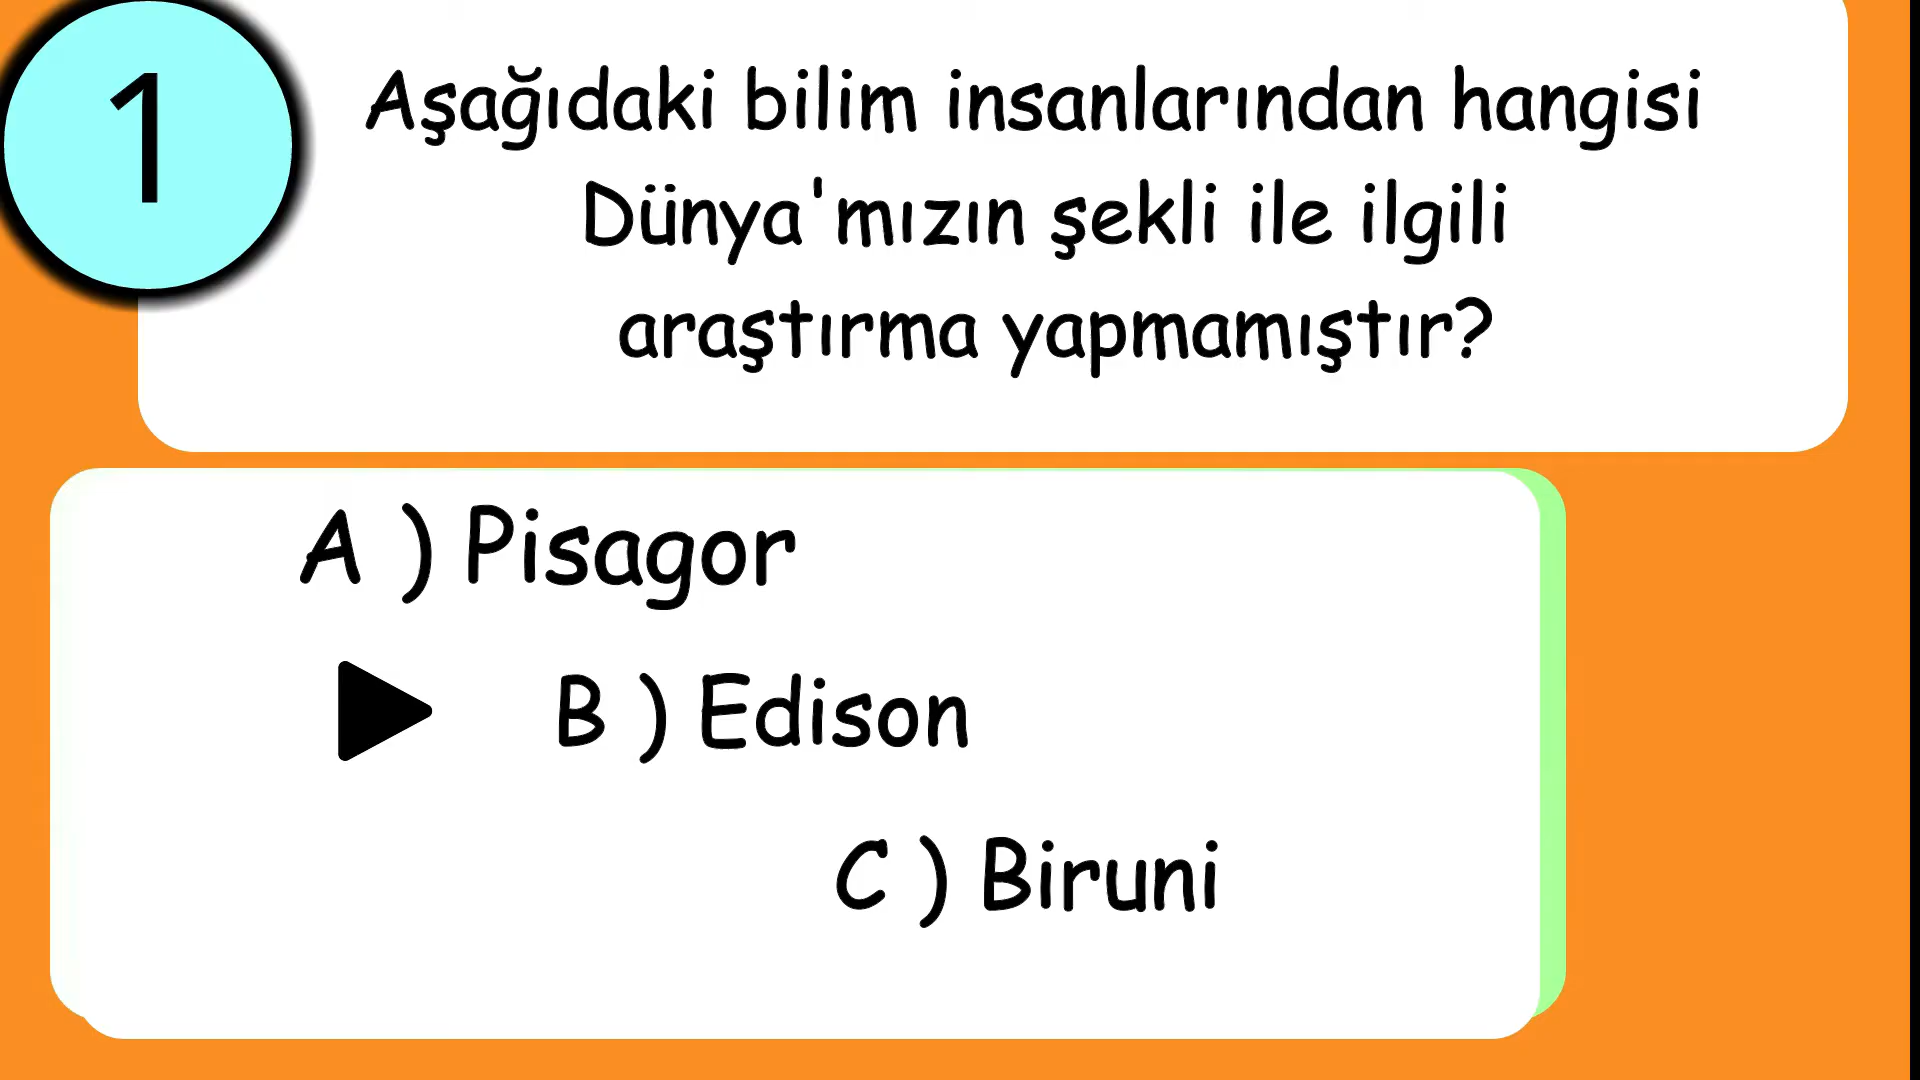 1
Aşağıdaki bilim insanlarından hangisi
Dünya'mızın şekli ile ilgili
araştırma yapmamıştır?
A ) Pisagor
B ) Edison
C ) Biruni